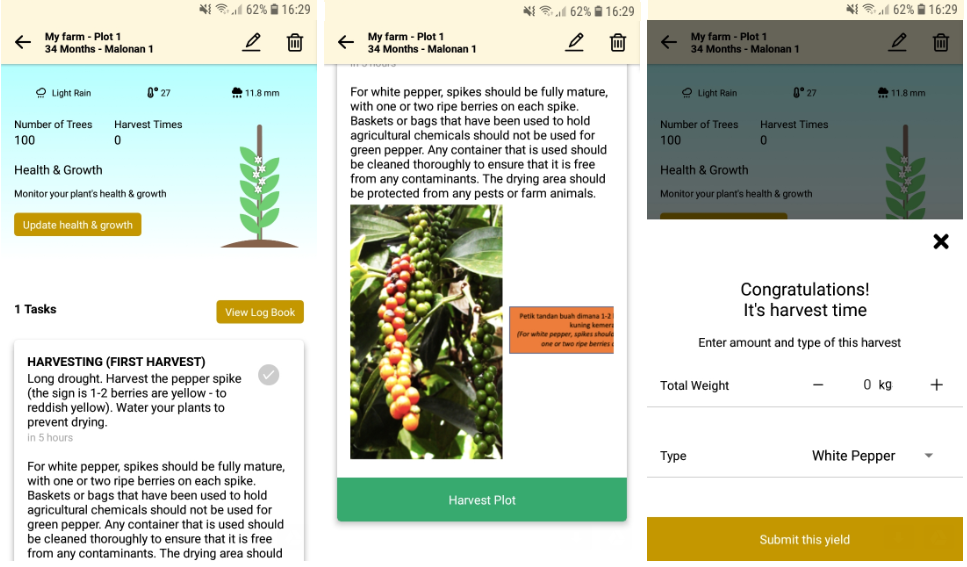 62% 16:29
My farm - Plot 1
34 Months - Malonan 1
Light Rain
27
11.8 mm
Number of Trees
Harvest Times
100
0
Health & Growth
Monitor your plant's health & growth
Update health & growth
1 Tasks
View Log Book
HARVESTING (FIRST HARVEST)
Long drought. Harvest the pepper spike
(the sign is 1-2 berries are yellow - to
reddish yellow). Water your plants to
prevent drying.
in 5 hours
For white pepper, spikes should be fully mature,
with one or two ripe berries on each spike.
Baskets or bags that have been used to hold
agricultural chemicals should not be used for
green pepper. Any container that is used should
be cleaned thoroughly to ensure that it is free
from any contaminants. The drying area should
62% 16:29
My farm - Plot 1
34 Months - Malonan 1
in 5 hours
For white pepper, spikes should be fully mature,
with one or two ripe berries on each spike.
Baskets or bags that have been used to hold
agricultural chemicals should not be used for
green pepper. Any container that is used should
be cleaned thoroughly to ensure that it is free
from any contaminants. The drying area should
be protected from any pests or farm animals.
Petik tandan buah dimana 1-2
kuning kemera
(For white pepper, spikes should
one or two ripe berries
Harvest Plot
62% 16:29
My farm - Plot 1
34 Months - Malonan 1
Light Rain
27
11.8 mm
Number of Trees
Harvest Times
100
0
Health & Growth
Monitor your plant's health & growth
Congratulations!
It's harvest time
Enter amount and type of this harvest
Total Weight
0 kg
Type
White Pepper
Submit this yield